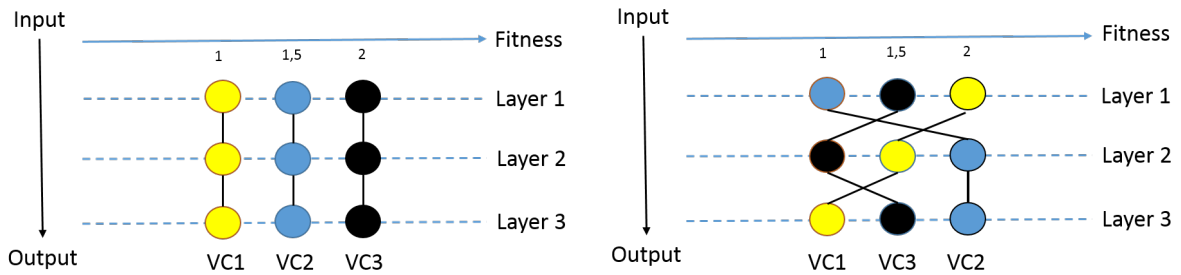 Input
Fitness
1 1,5 2
Layer 1
Layer 2
Layer 3
Output
VC1 VC2 VC3
Input
Fitness
1 1,5 2
Layer 1
Layer 2
Layer 3
Output
VC1 VC3 VC2